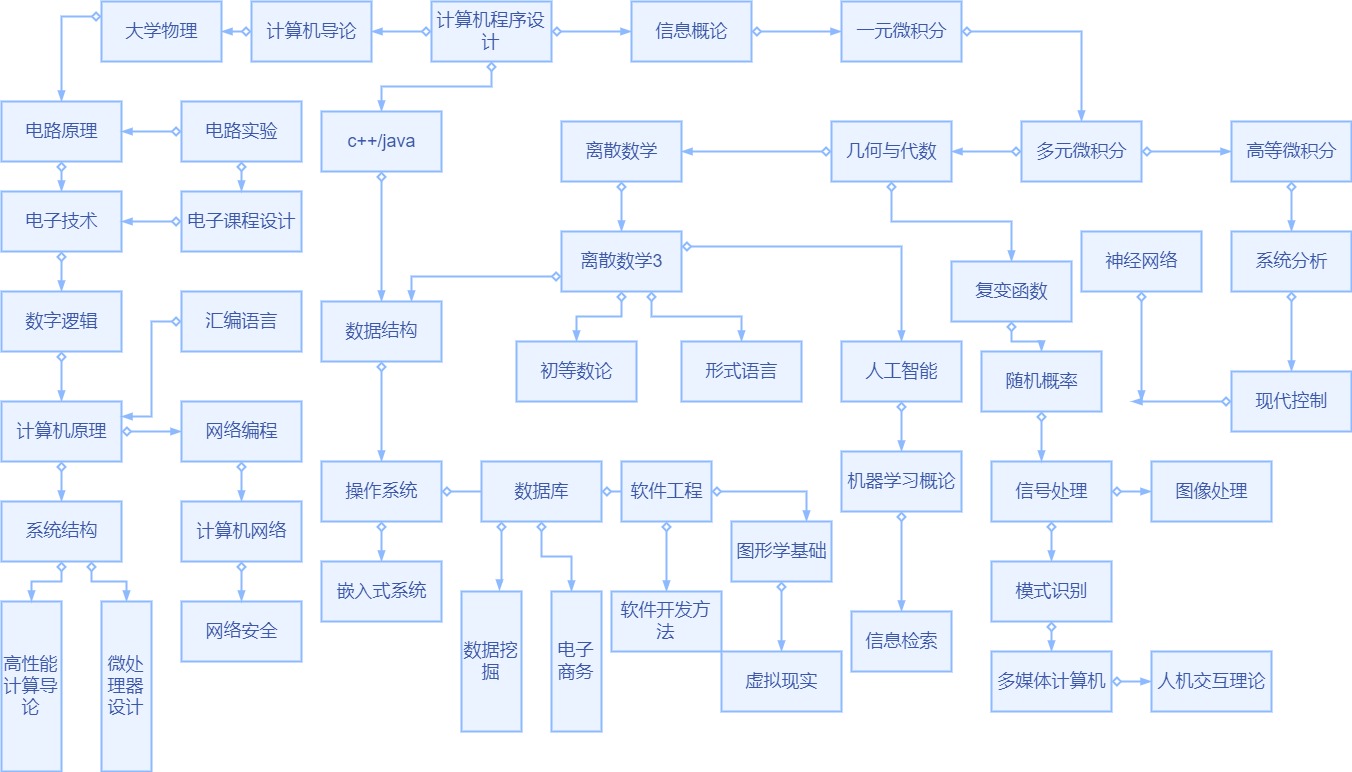 大学物理
计算机导论
计算机程序设
计
信息概论
一元微积分
电路原理
电路实验
c++/java
离散数学
几何与代数
多元微积分
高等微积分
电子技术
电子课程设计
离散数学3
复变函数
神经网络
系统分析
数字逻辑
汇编语言
数据结构
初等数论
形式语言
人工智能
随机概率
现代控制
计算机原理
网络编程
操作系统
数据库
软件工程
机器学习概论
信号处理
图像处理
系统结构
计算机网络
图形学基础
嵌入式系统
模式识别
高性能
计算导
论
微处
理器
设计
网络安全
数据挖
掘
电子
商务
软件开发方
法
虚拟现实
信息检索
多媒体计算机
人机交互理论